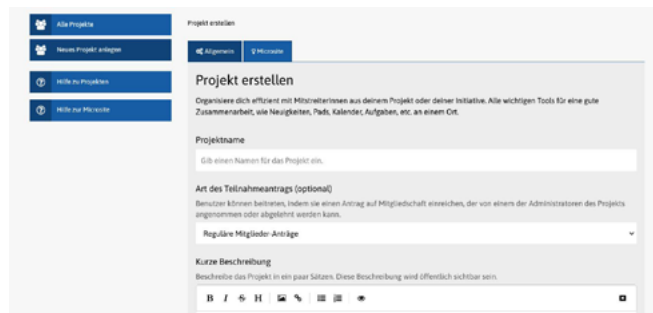 Alle Projekte
Neues Projekt anlegen
Hilfe zu Projekten
Hilfe zur Microsite
Projekt erstellen
Allgemein
Microsite
Projekt erstellen
Organisiere dich effizient mit MitstreiterInnen aus deinem Projekt oder deiner Initiative. Alle wichtigen Tools für eine gute
Zusammenarbeit, wie Neuigkeiten, Pads, Kalender, Aufgaben, etc. an einem Ort.
Projektname
Gib einen Namen für das Projekt ein.
Art des Teilnahmeantrags (optional)
Benutzer können beitreten, indem sie einen Antrag auf Mitgliedschaft einreichen, der von einem der Administratoren des Projekts
angenommen oder abgelehnt werden kann.
Reguläre Mitglieder-Anträge
Kurze Beschreibung
Beschreibe das Projekt in ein paar Sätzen. Diese Beschreibung wird öffentlich sichtbar sein.
B I S H